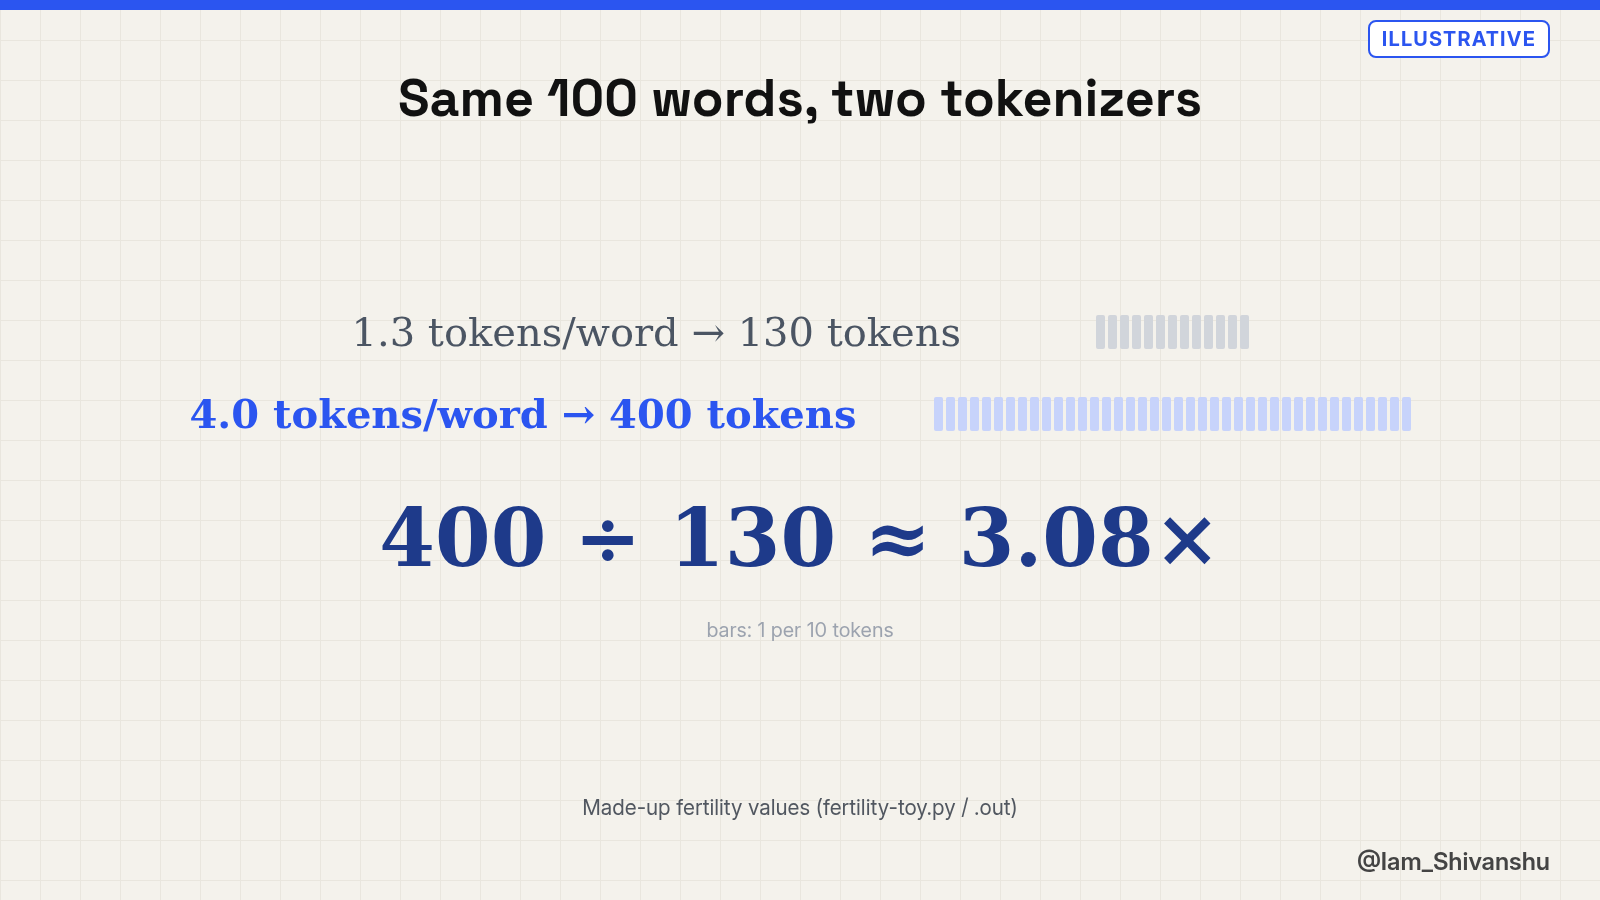 ILLUSTRATIVE
Same 100 words, two tokenizers
1.3 tokens/word → 130 tokens
4.0 tokens/word → 400 tokens
400 ÷ 130 ≈ 3.08×
bars: 1 per 10 tokens
Made-up fertility values (fertility-toy.py / .out)
@Iam_Shivanshu